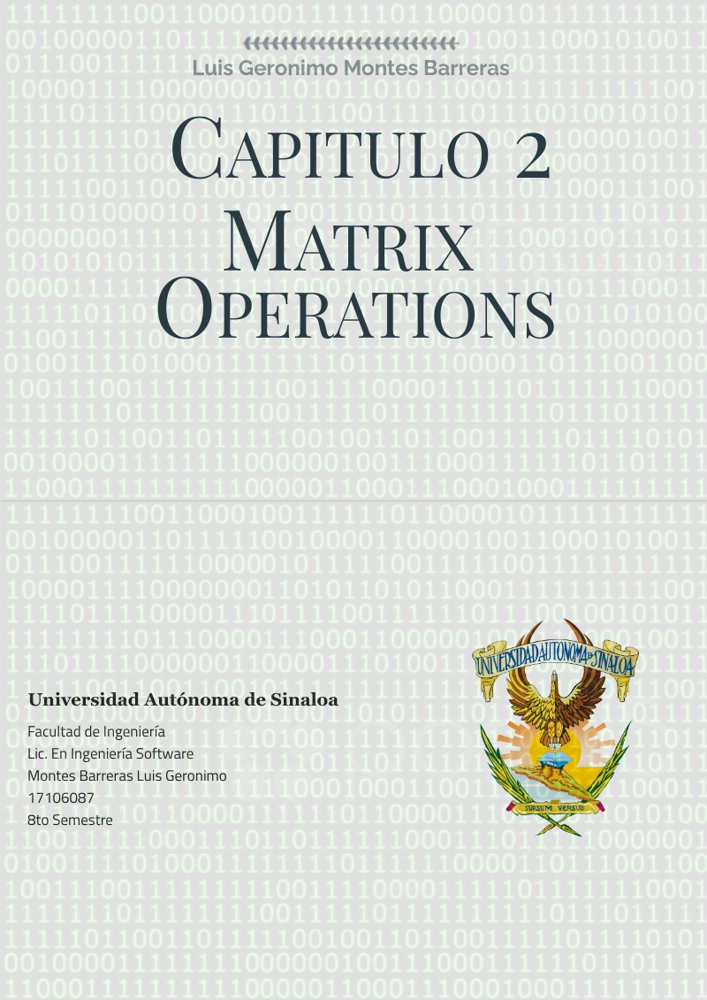 Luis Geronimo Montes Barreras
Capitulo 2
Matrix
Operations
Universidad Autónoma de Sinaloa
Facultad de Ingeniería
Lic. En Ingeniería Software
Montes Barreras Luis Geronimo
17106087
8to Semestre
UNIVERSIDAD AUTONOMA DE SINALOA
SURSUM VERSUS